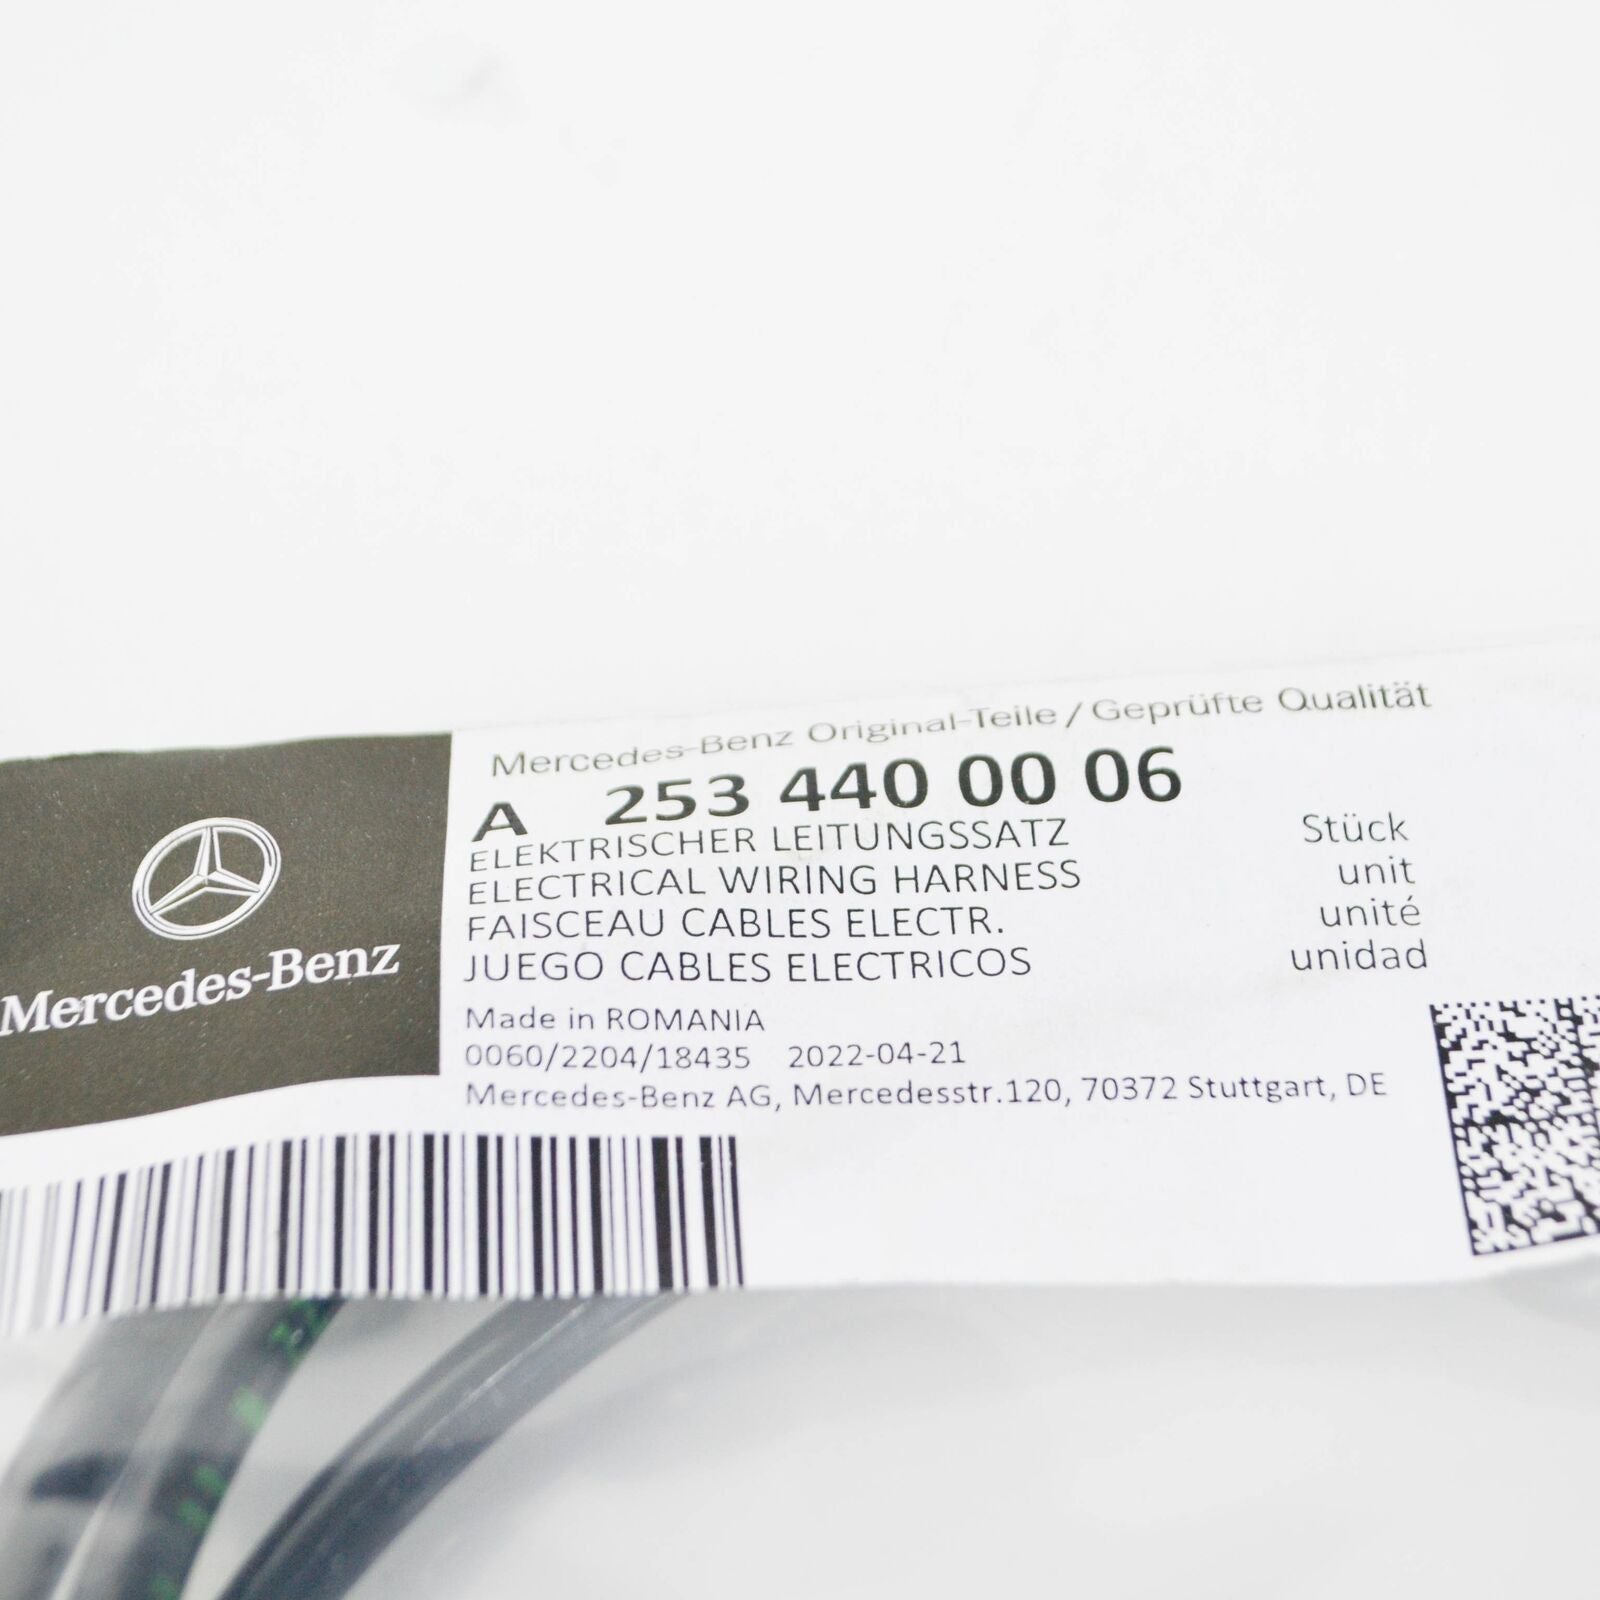 Mercedes-Benz
Mercedes-Benz Original-Teile / Geprüfte Qualität
A 253 440 00 06
ELEKTRISCHER LEITUNGSSATZ Stück
ELECTRICAL WIRING HARNESS unit
FAISCEAU CABLES ELECTR. unité
JUEGO CABLES ELECTRICOS unidad
Made in ROMANIA
0060/2204/18435 2022-04-21
Mercedes-Benz AG, Mercedesstr.120, 70372 Stuttgart, DE